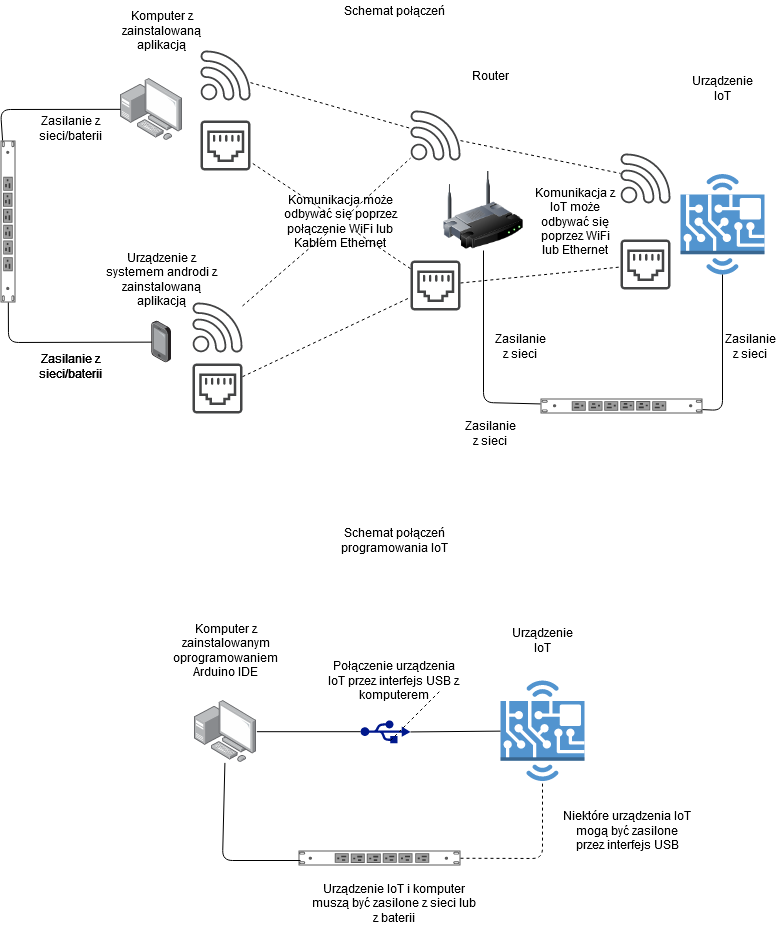 Schemat połączeń
Komputer z
zainstalowaną
aplikacją
Router
Urządzenie
IoT
Zasilanie z
sieci/baterii
Komunikacja może
odbywać się poprzez
połączenie WiFi lub
Kablem Ethernet
Komunikacja z
IoT może
odbywać się
poprzez WiFi
lub Ethernet
Urządzenie z
systemem androdi z
zainstalowaną
aplikacją
Zasilanie z
sieci/baterii
Zasilanie
z sieci
Zasilanie
z sieci
Zasilanie
z sieci
Schemat połączeń
programowania IoT
Komputer z
zainstalowanym
oprogramowaniem
Arduino IDE
Urządzenie
IoT
Połączenie urządzenia
IoT przez interfejs USB z
komputerem
Niektóre urządzenia IoT
mogą być zasilone
przez interfejs USB
Urządzenie IoT i komputer
muszą być zasilone z sieci lub
z baterii